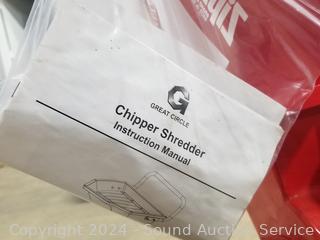 GREAT CIRCLE
Chipper Shredder
Instruction Manual
Copyright 2024 - Sound Auction Service